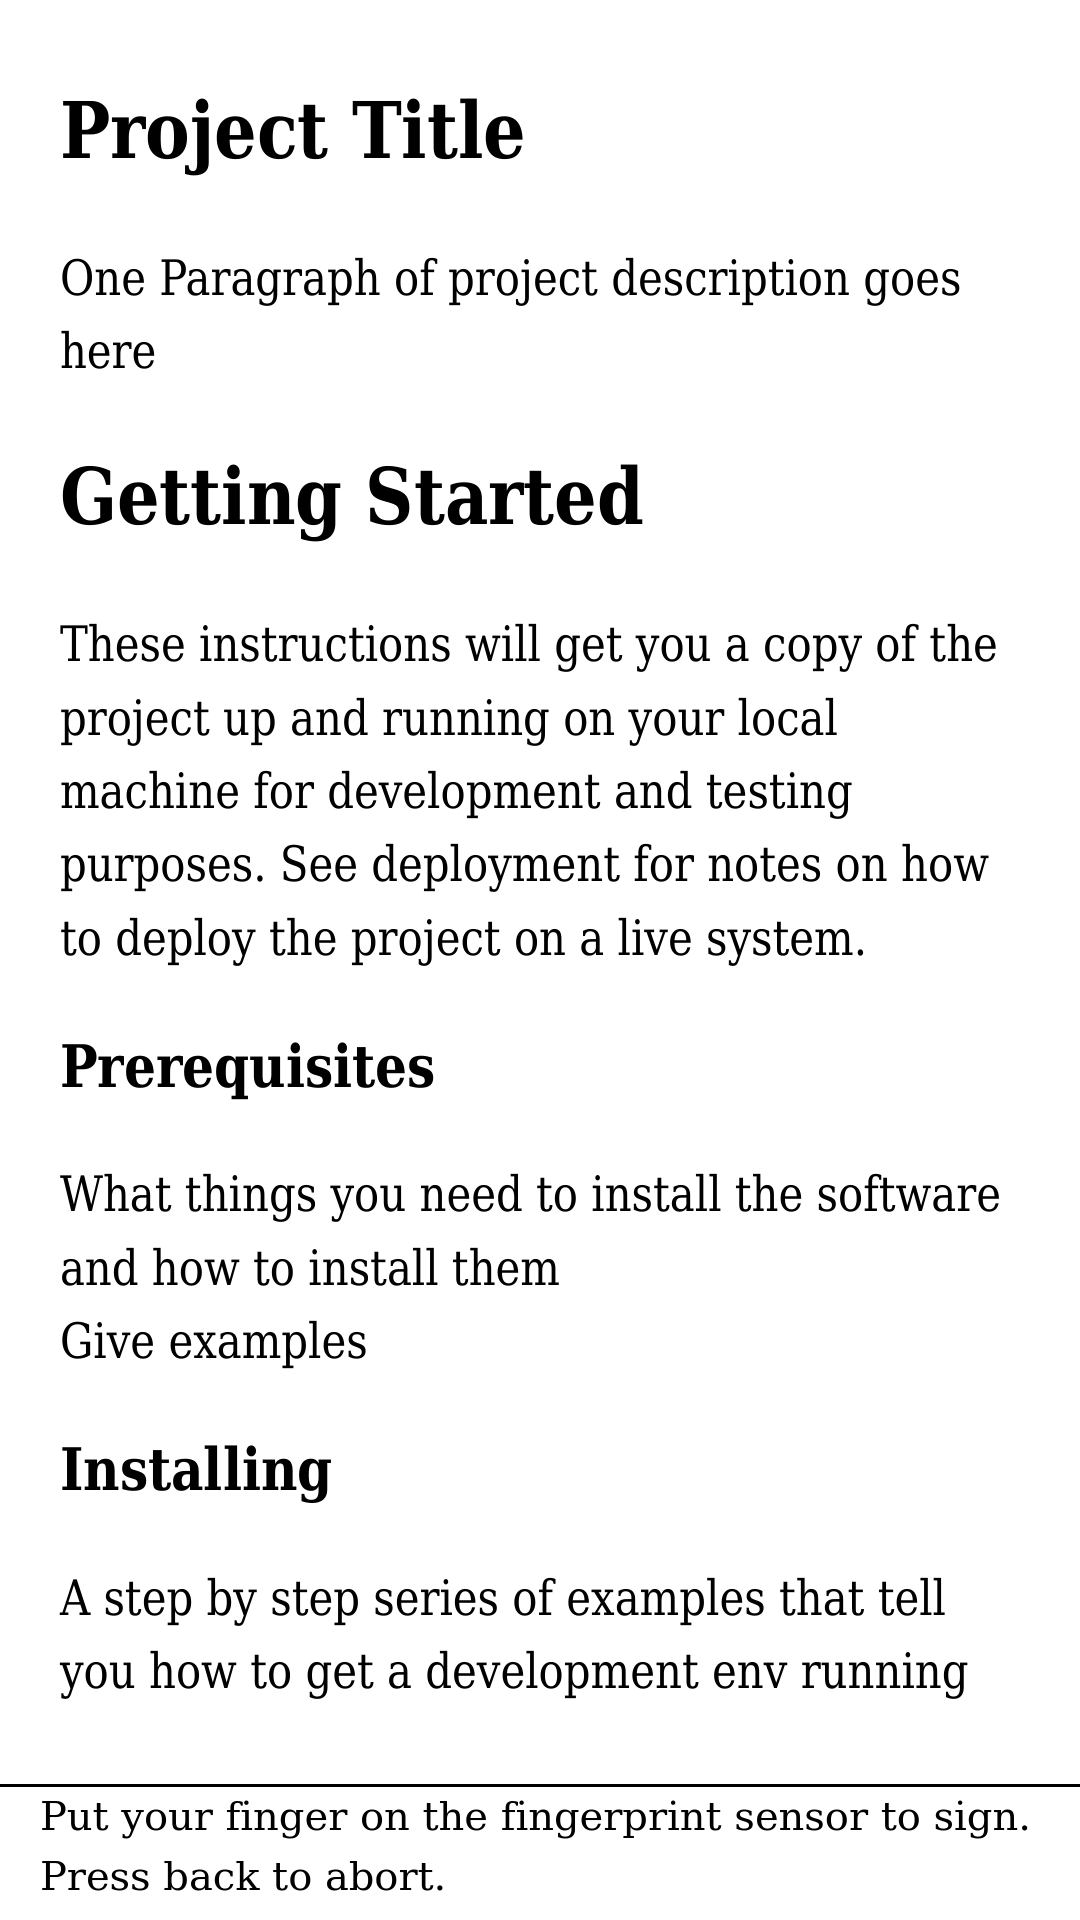 Project Title
One Paragraph of project description goes
here
Getting Started
These instructions will get you a copy of the
project up and running on your local
machine for development and testing
purposes. See deployment for notes on how
to deploy the project on a live system.
Prerequisites
What things you need to install the software
and how to install them
Give examples
Installing
A step by step series of examples that tell
you how to get a development env running
Put your finger on the fingerprint sensor to sign.
Press back to abort.